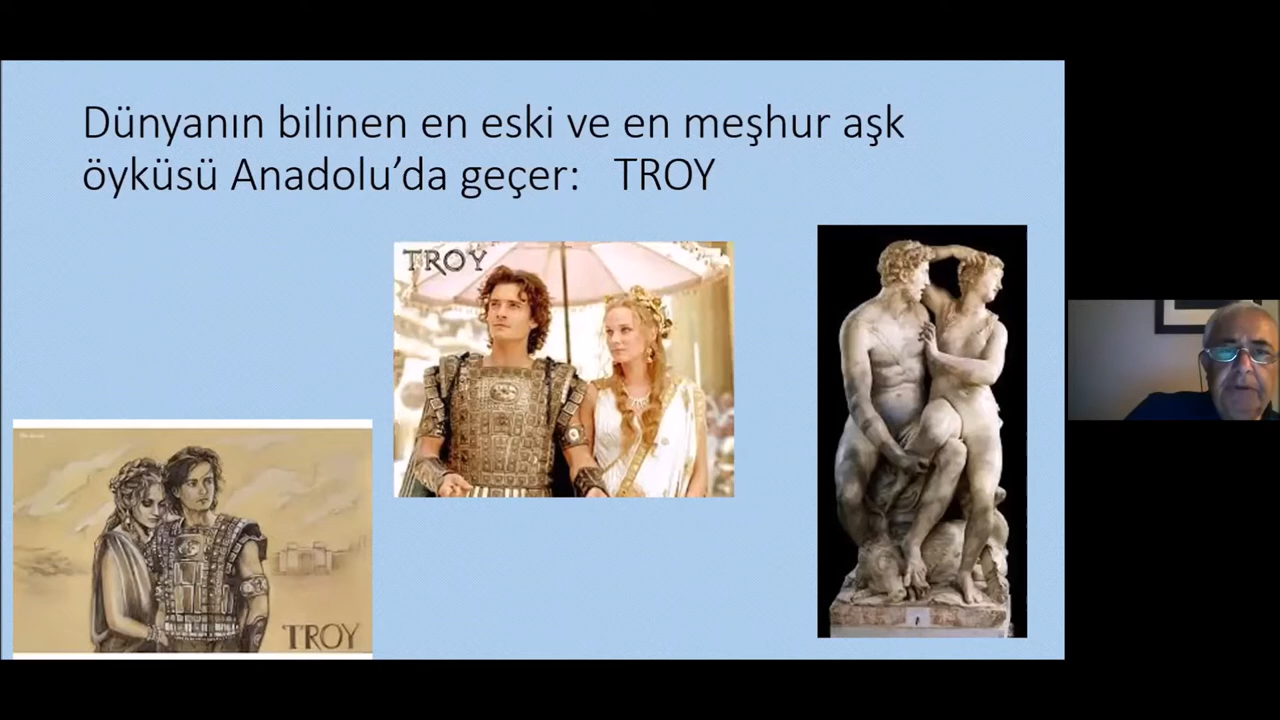 Dünyanın bilinen en eski ve en meşhur aşk
öyküsü Anadolu’da geçer: TROY
TROY
TROY